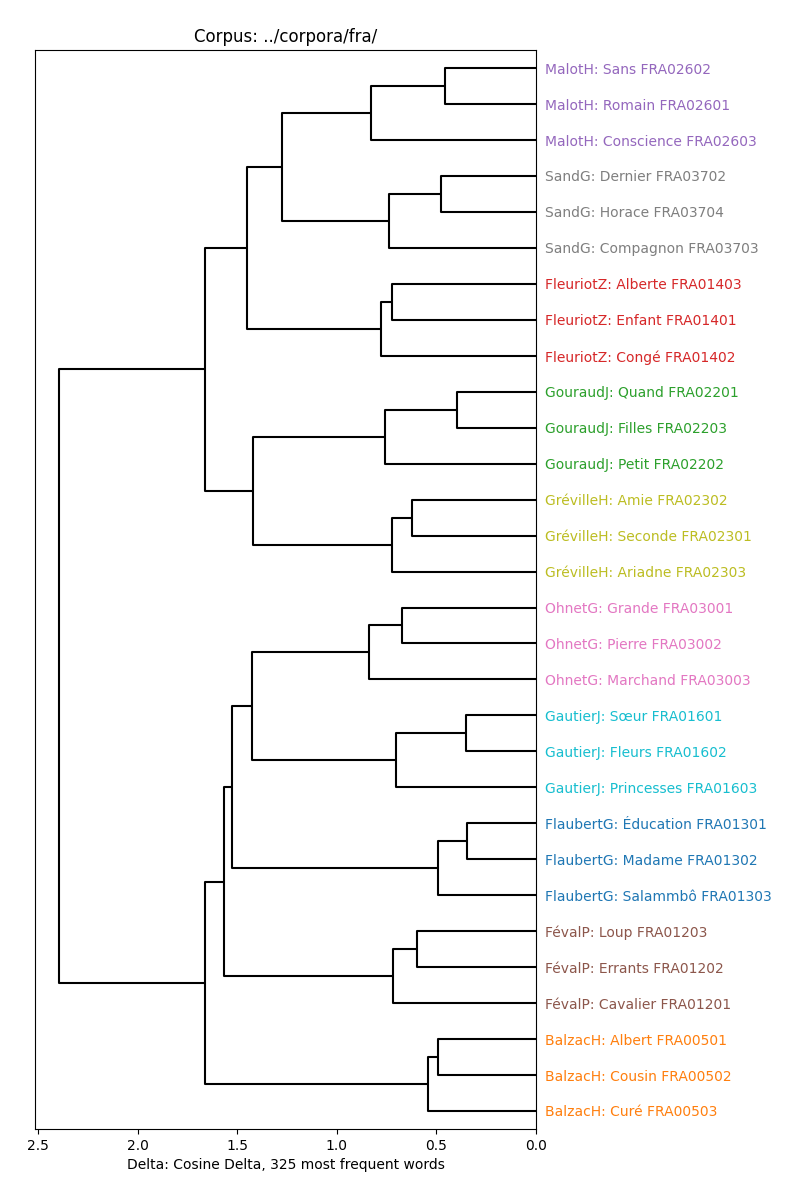 Corpus: ../corpora/fra/
MalotH: Sans FRA02602
MalotH: Romain FRA02601
MalotH: Conscience FRA02603
SandG: Dernier FRA03702
SandG: Horace FRA03704
SandG: Compagnon FRA03703
FleuriotZ: Alberte FRA01403
FleuriotZ: Enfant FRA01401
FleuriotZ: Congé FRA01402
GouraudJ: Quand FRA02201
GouraudJ: Filles FRA02203
GouraudJ: Petit FRA02202
GrévilleH: Amie FRA02302
GrévilleH: Seconde FRA02301
GrévilleH: Ariadne FRA02303
OhnetG: Grande FRA03001
OhnetG: Pierre FRA03002
OhnetG: Marchand FRA03003
GautierJ: Sœur FRA01601
GautierJ: Fleurs FRA01602
GautierJ: Princesses FRA01603
FlaubertG: Éducation FRA01301
FlaubertG: Madame FRA01302
FlaubertG: Salammbô FRA01303
FévalP: Loup FRA01203
FévalP: Errants FRA01202
FévalP: Cavalier FRA01201
BalzacH: Albert FRA00501
BalzacH: Cousin FRA00502
BalzacH: Curé FRA00503
2.5 2.0 1.5 1.0 0.5 0.0
Delta: Cosine Delta, 325 most frequent words